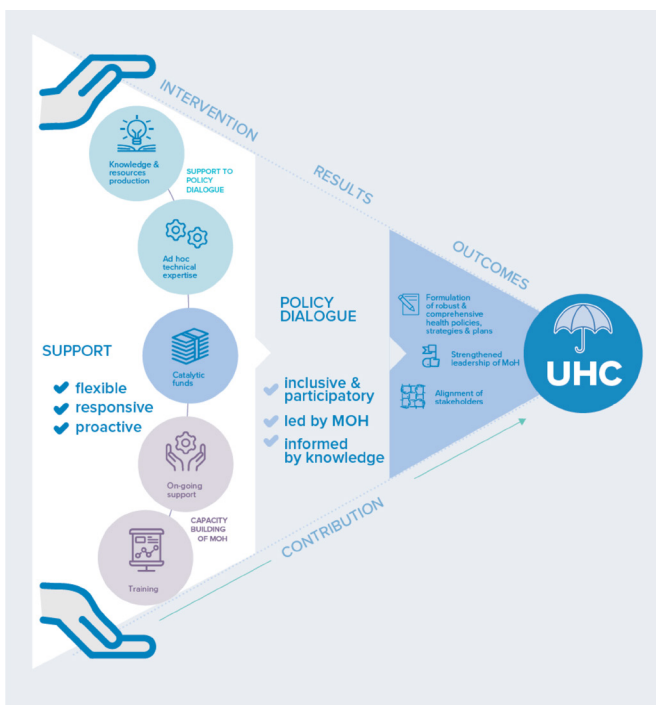 INTERVENTION
Knowledge &
resources
production
SUPPORT TO
POLICY
DIALOGUE
Ad hoc
technical
expertise
SUPPORT
flexible
responsive
proactive
Catalytic
funds
On-going
support
CAPACITY
BUILDING
OF MOH
Training
RESULTS
POLICY
DIALOGUE
inclusive &
participatory
led by MOH
informed
by knowledge
OUTCOMES
Formulation
of robust &
comprehensive
health policies,
strategies & plans
Strengthened
leadership of MoH
Alignment of
stakeholders
UHC
CONTRIBUTION